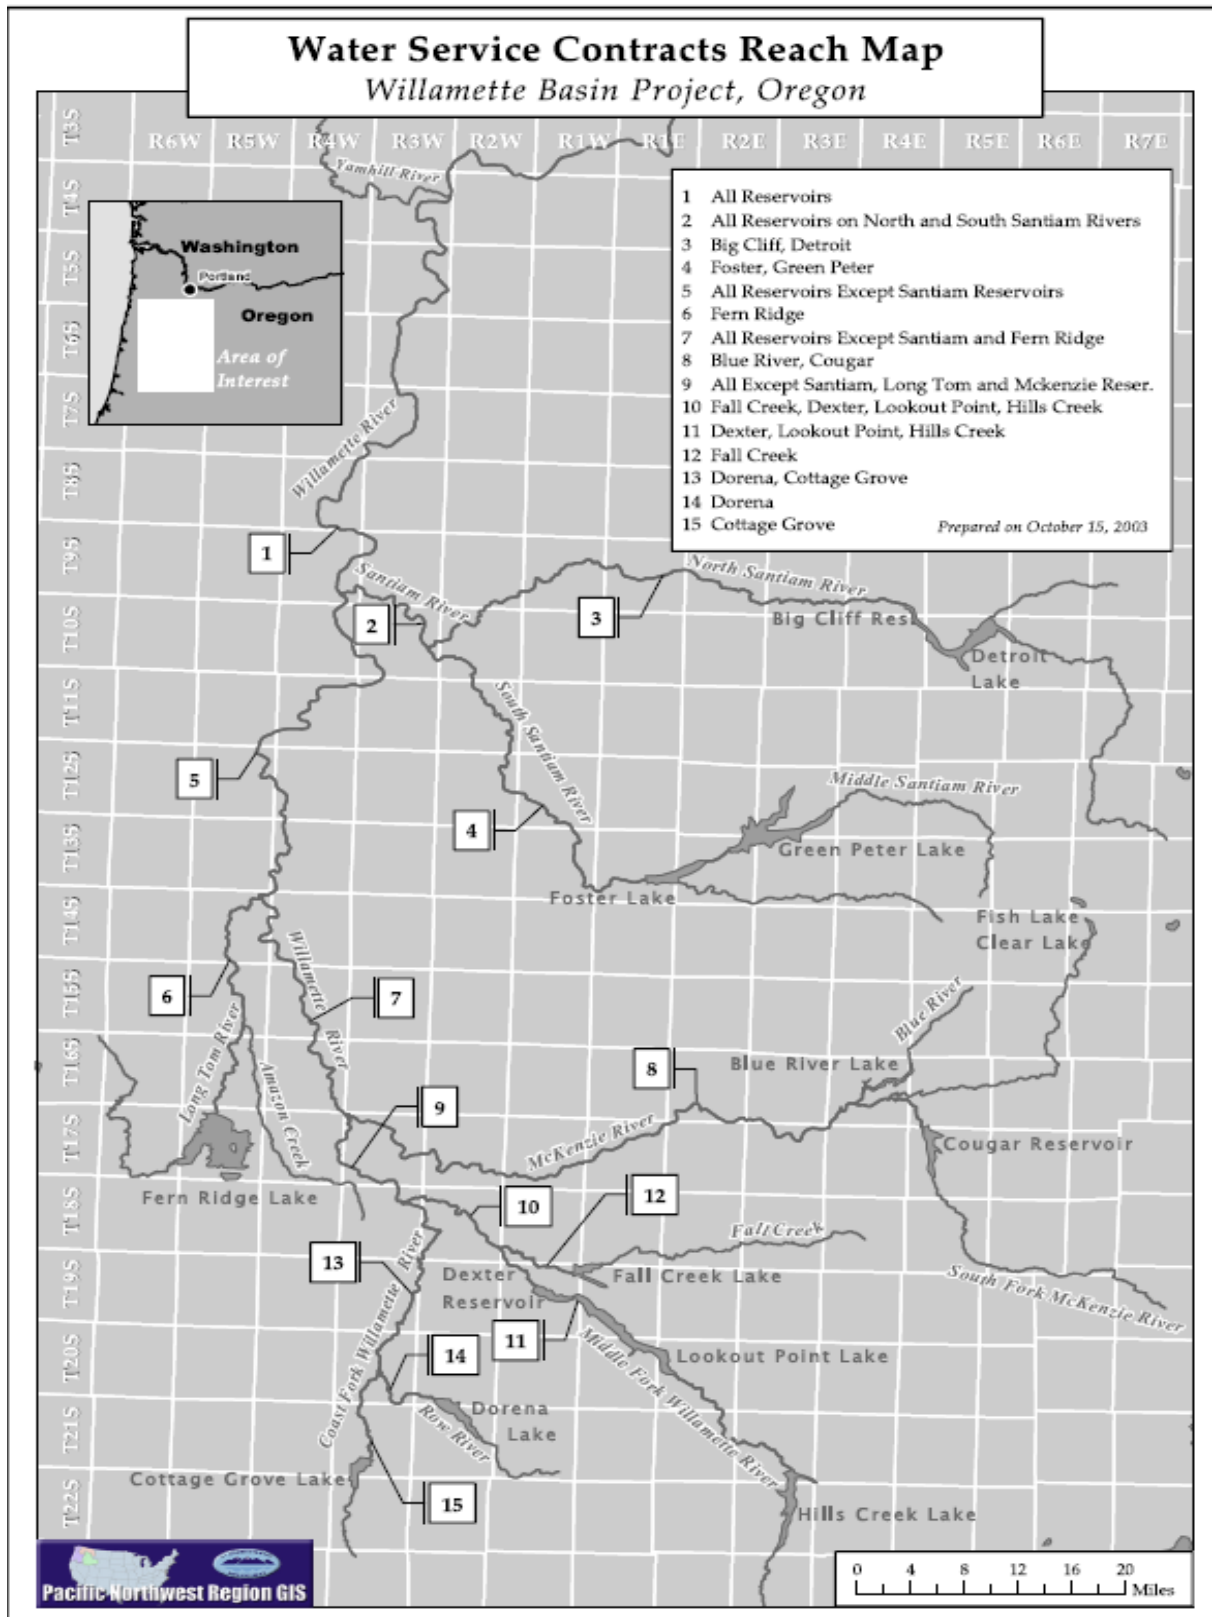 Water Service Contracts Reach Map
Willamette Basin Project, Oregon
R6W R5W R4W R3W R2W R1W R1E R2E R3E R4E R5E R6E R7E
T3S
T4S
T5S
T6S
T7S
T8S
T9S
T10S
T11S
T12S
T13S
T14S
T15S
T16S
T17S
T18S
T19S
T20S
T21S
T22S
Yamhill River
Washington
Portland
Oregon
Area of
Interest
1 All Reservoirs
2 All Reservoirs on North and South Santiam Rivers
3 Big Cliff, Detroit
4 Foster, Green Peter
5 All Reservoirs Except Santiam Reservoirs
6 Fern Ridge
7 All Reservoirs Except Santiam and Fern Ridge
8 Blue River, Cougar
9 All Except Santiam, Long Tom and Mckenzie Reser.
10 Fall Creek, Dexter, Lookout Point, Hills Creek
11 Dexter, Lookout Point, Hills Creek
12 Fall Creek
13 Dorena, Cottage Grove
14 Dorena
15 Cottage Grove
Prepared on October 15, 2003
Willamette River
1
Santiam River
2
North Santiam River
3
Big Cliff Res
Detroit
Lake
South Santiam River
5
Middle Santiam River
4
Green Peter Lake
Foster Lake
Fish Lake
Clear Lake
Willamette River
6
7
Long Tom River
Amazon Creek
Blue River
8
Blue River Lake
9
McKenzie River
Cougar Reservoir
Fern Ridge Lake
10
12
Fall Creek
13
Dexter
Reservoir
Fall Creek Lake
South Fork McKenzie River
Coast Fork Willamette River
11
Middle Fork Willamette River
Lookout Point Lake
14
Dorena
Lake
Row River
Cottage Grove Lake
15
Hills Creek Lake
Pacific Northwest Region GIS
0 4 8 12 16 20
Miles